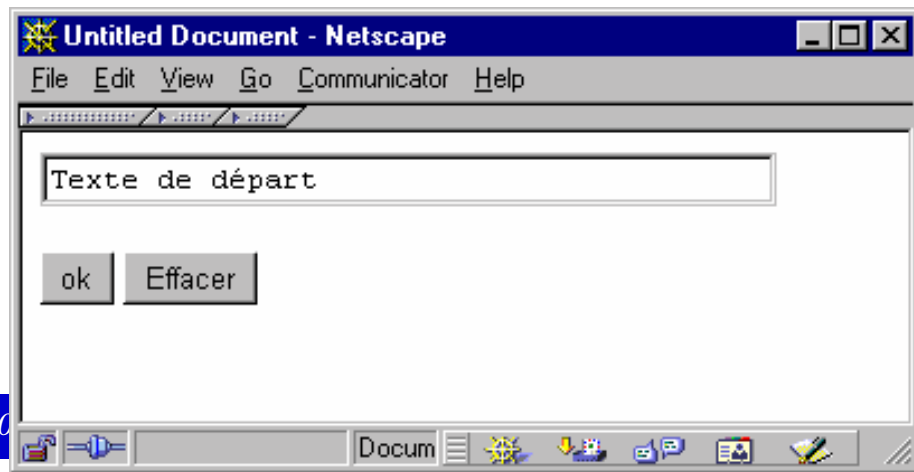 Untitled Document - Netscape
File Edit View Go Communicator Help
Texte de départ
ok Effacer
Docum